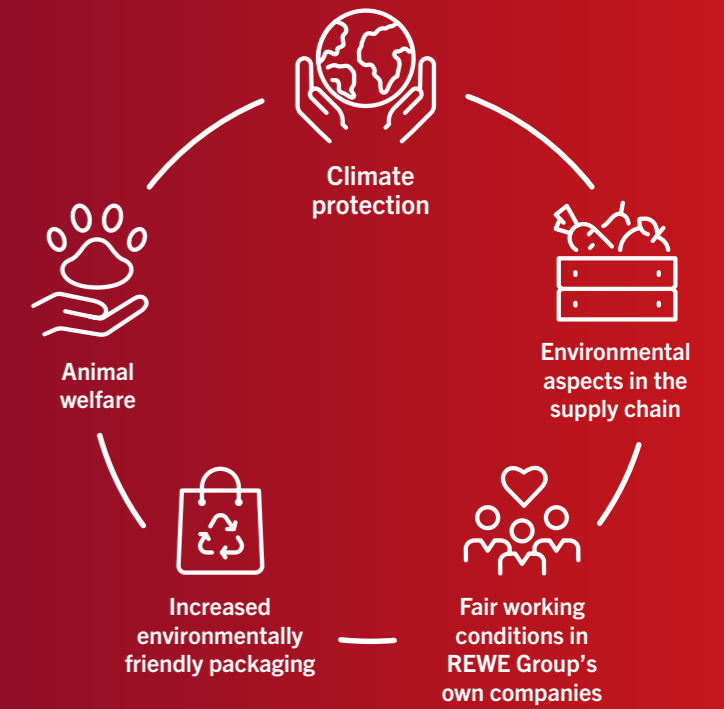 Climate
protection
Environmental
aspects in the
supply chain
Fair working
conditions in
REWE Group’s
own companies
Increased
environmentally
friendly packaging
Animal
welfare